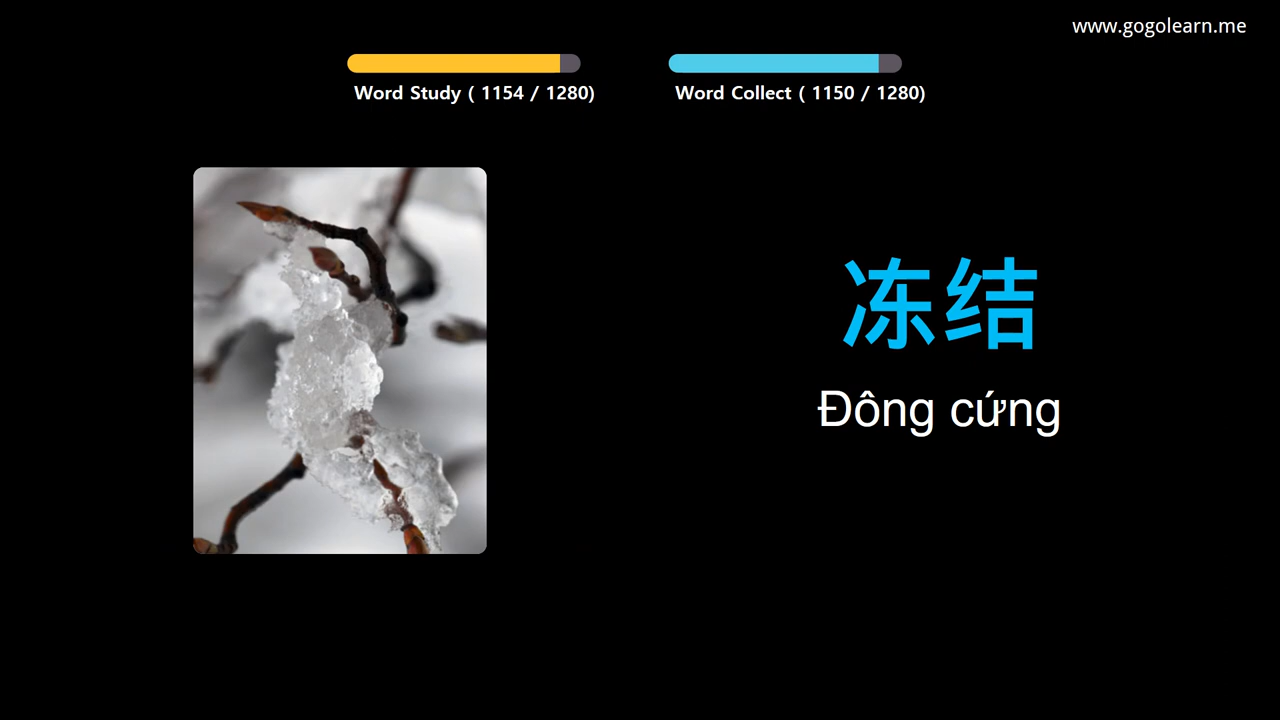 www.gogolearn.me
Word Study ( 1154 / 1280)
Word Collect ( 1150 / 1280)
冻结
Đông cứng